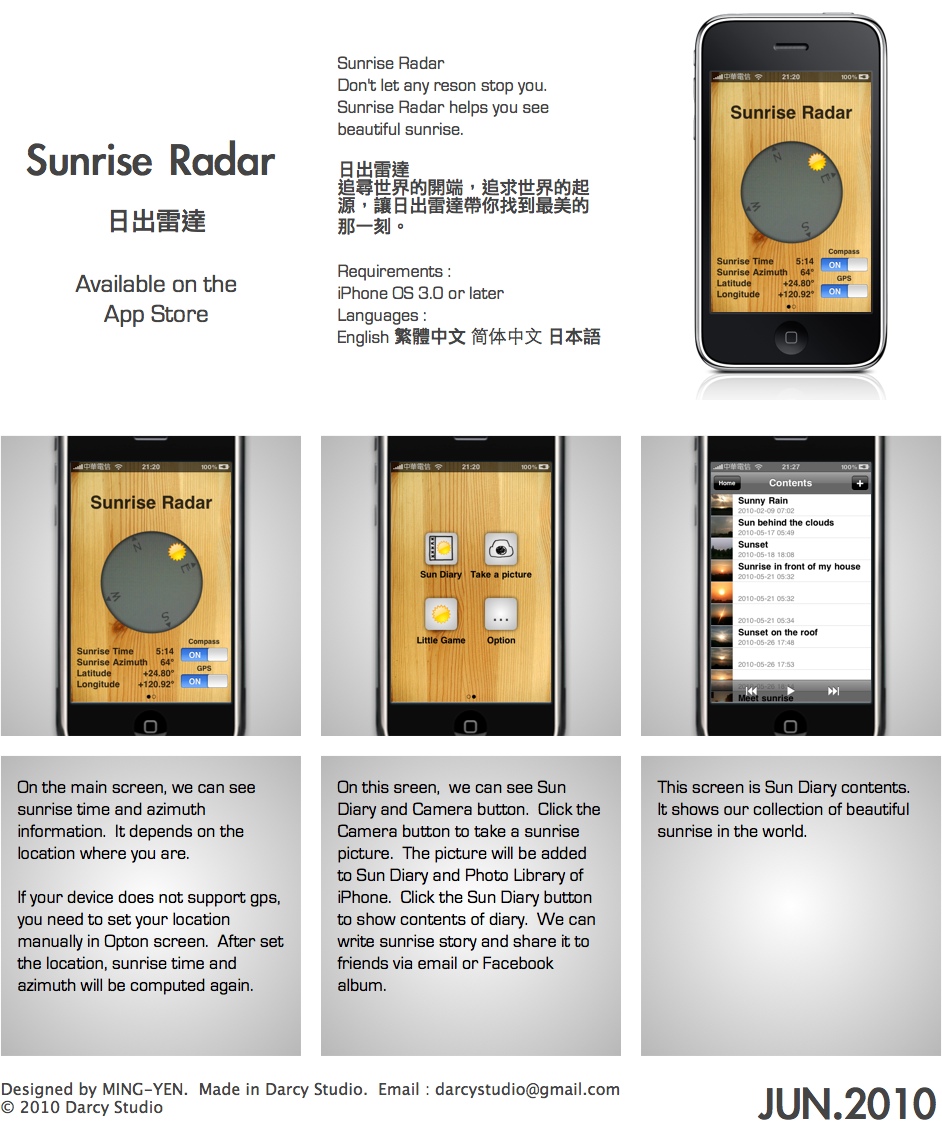 Sunrise Radar
日出雷達
Available on the
App Store
Sunrise Radar
Don't let any reson stop you.
Sunrise Radar helps you see
beautiful sunrise.
日出雷達
追尋世界的開端，追求世界的起
源，讓日出雷達帶你找到最美的
那一刻。
Requirements :
iPhone OS 3.0 or later
Languages :
English 繁體中文 简体中文 日本語
中華電信 21:20 100%
Sunrise Radar
N
E
W
S
Compass
Sunrise Time 5:14 ON
Sunrise Azimuth 64°
GPS
Latitude +24.80°
Longitude +120.92° ON
中華電信 21:20 100%
Sunrise Radar
N
E
W
S
Compass
Sunrise Time 5:14 ON
Sunrise Azimuth 64°
GPS
Latitude +24.80°
Longitude +120.92° ON
中華電信 21:20 100%
Sun Diary Take a picture
Little Game Option
中華電信 21:27 100%
Home Contents +
Sunny Rain
2010-02-09 07:02
Sun behind the clouds
2010-05-17 05:49
Sunset
2010-05-18 18:08
Sunrise in front of my house
2010-05-21 05:32
2010-05-21 05:32
2010-05-21 05:34
Sunset on the roof
2010-05-26 17:48
2010-05-26 17:53
Meet sunrise
On the main screen, we can see
sunrise time and azimuth
information. It depends on the
location where you are.
If your device does not support gps,
you need to set your location
manually in Opton screen. After set
the location, sunrise time and
azimuth will be computed again.
On this sreen, we can see Sun
Diary and Camera button. Click the
Camera button to take a sunrise
picture. The picture will be added
to Sun Diary and Photo Library of
iPhone. Click the Sun Diary button
to show contents of diary. We can
write sunrise story and share it to
friends via email or Facebook
album.
This screen is Sun Diary contents.
It shows our collection of beautiful
sunrise in the world.
Designed by MING-YEN. Made in Darcy Studio. Email : darcystudio@gmail.com
© 2010 Darcy Studio
JUN.2010